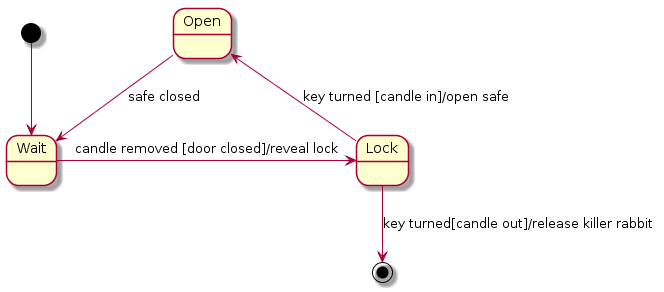 Open
safe closed
key turned [candle in]/open safe
Wait
candle removed [door closed]/reveal lock
Lock
key turned[candle out]/release killer rabbit